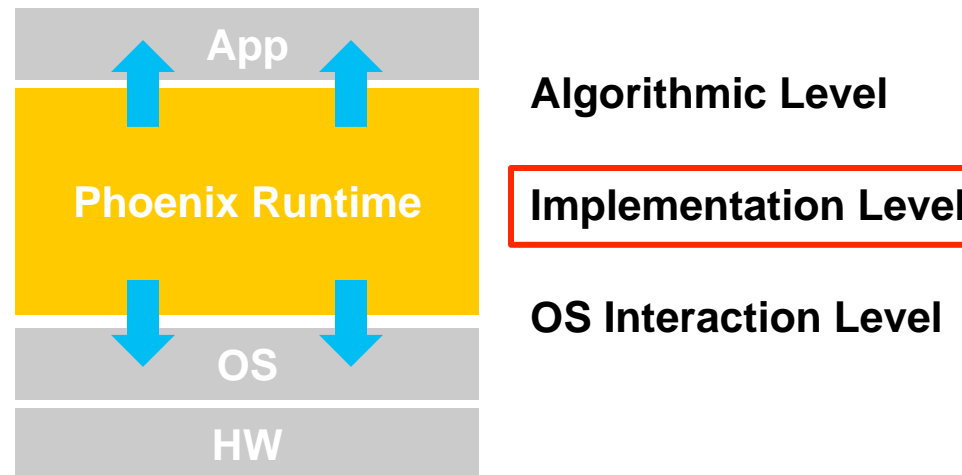 App
Phoenix Runtime
OS
HW
Algorithmic Level
Implementation Level
OS Interaction Level